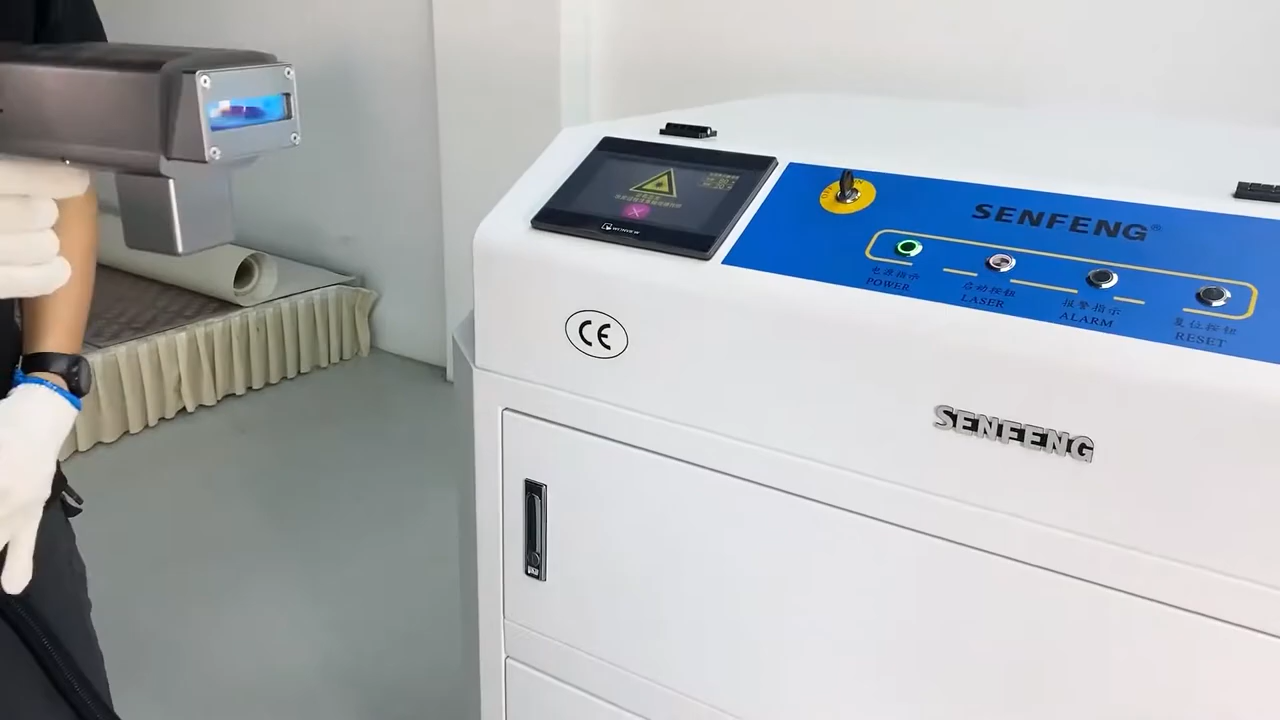 SENFENG®
电源指示
POWER
启动按钮
LASER
报警指示
ALARM
复位按钮
RESET
CE
SENFENG